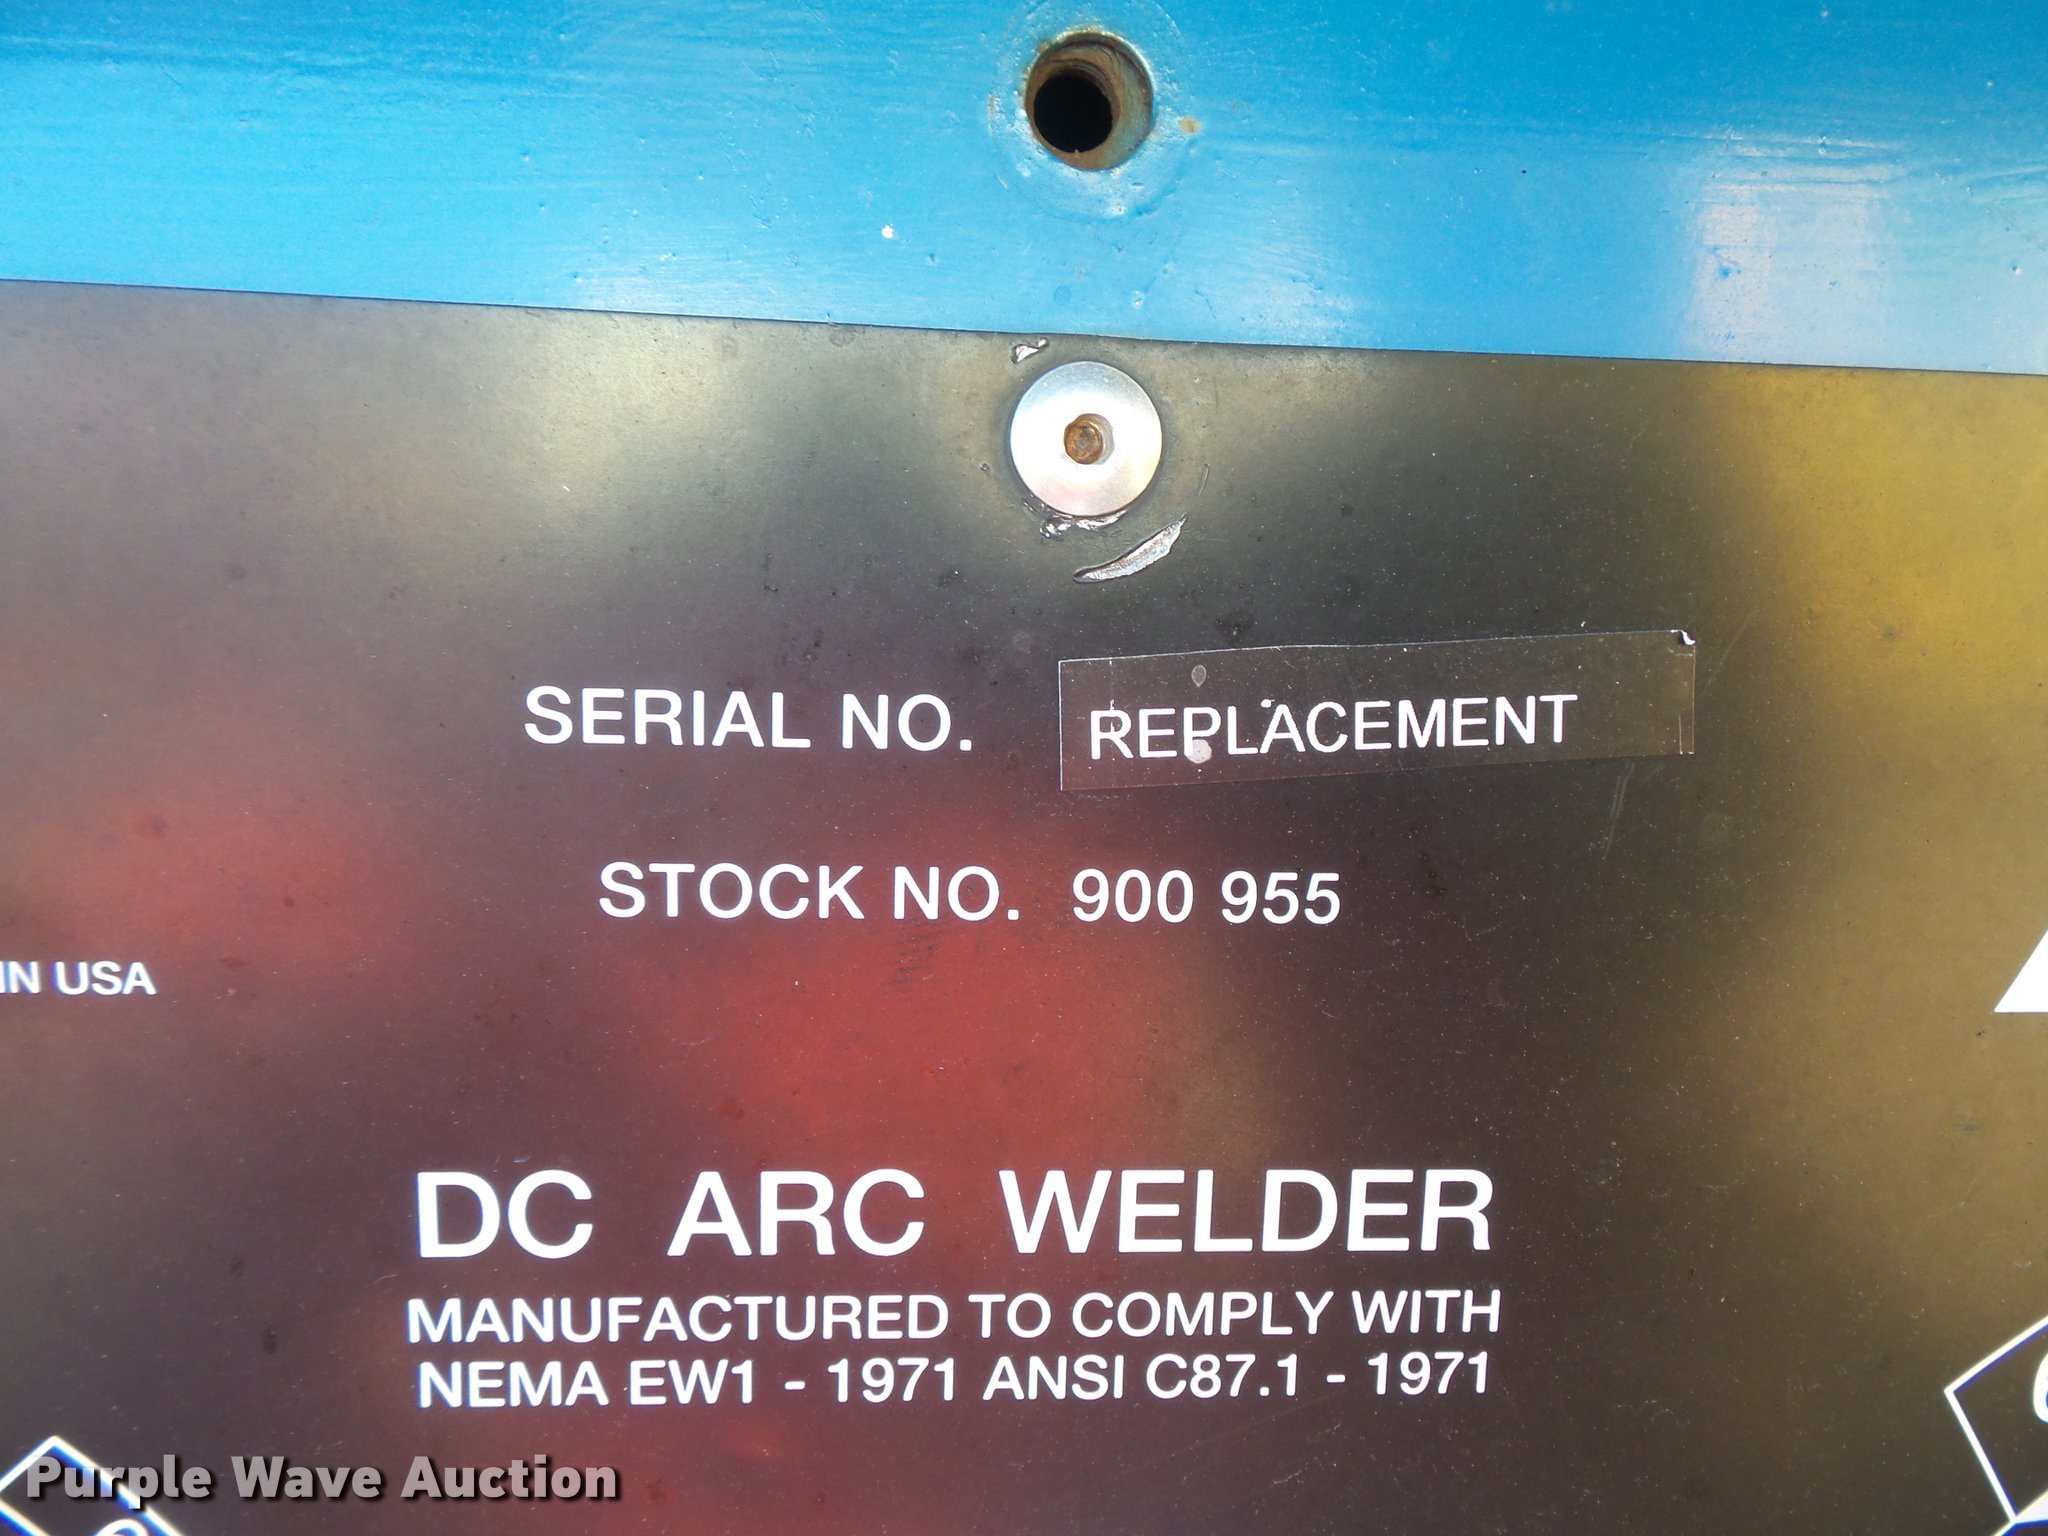 SERIAL NO. REPLACEMENT
STOCK NO. 900 955
IN USA
DC ARC WELDER
MANUFACTURED TO COMPLY WITH
NEMA EW1 - 1971 ANSI C87.1 - 1971
Purple Wave Auction